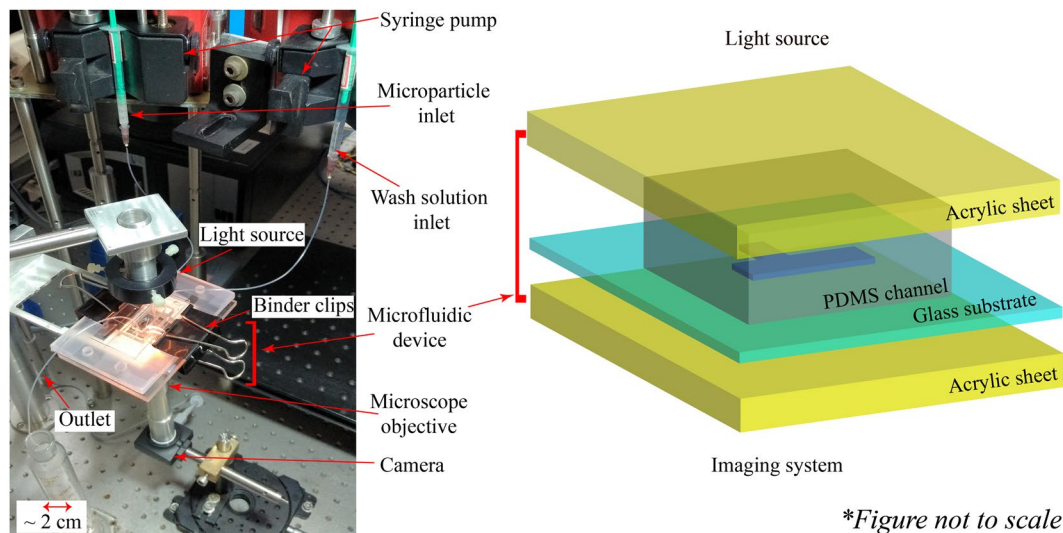 Syringe pump
Microparticle
inlet
Wash solution
inlet
Light source
Binder clips
Microfluidic
device
Microscope
objective
Outlet
Camera
~ 2 cm
Light source
Acrylic sheet
PDMS channel
Glass substrate
Acrylic sheet
Imaging system
*Figure not to scale